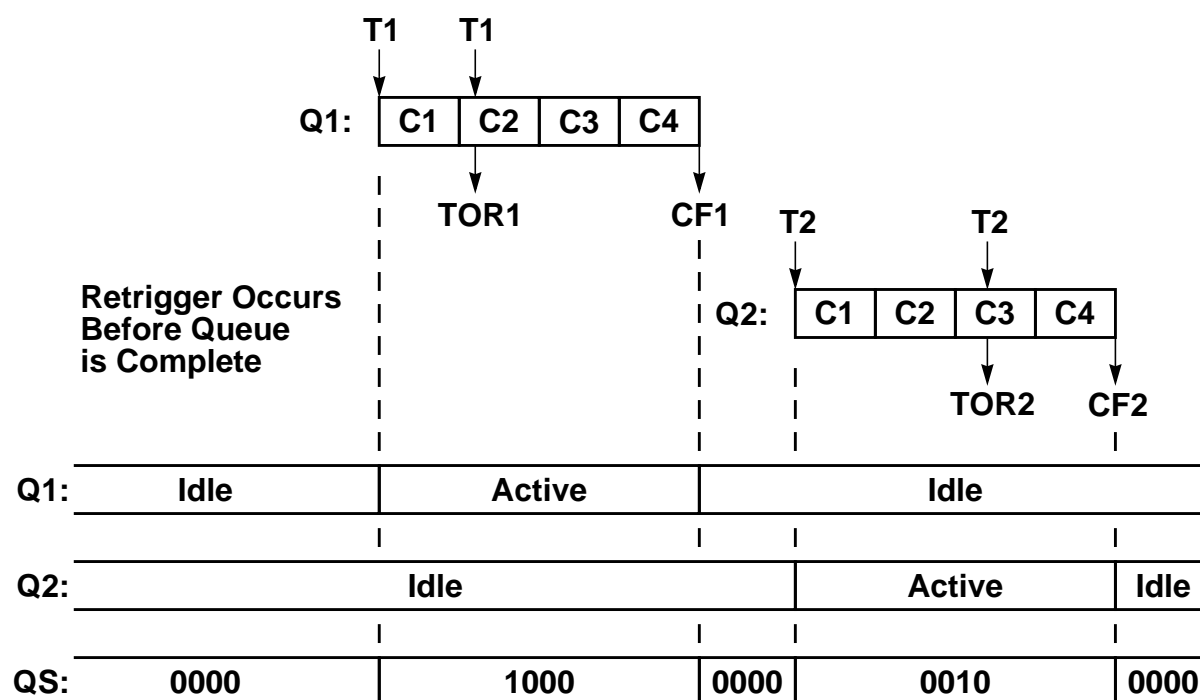 T1 T1
Q1: C1 C2 C3 C4
TOR1 CF1
T2 T2
Retrigger Occurs
Before Queue
is Complete
Q2: C1 C2 C3 C4
TOR2 CF2
Q1: Idle Active Idle
Q2: Idle Active Idle
QS: 0000 1000 0000 0010 0000